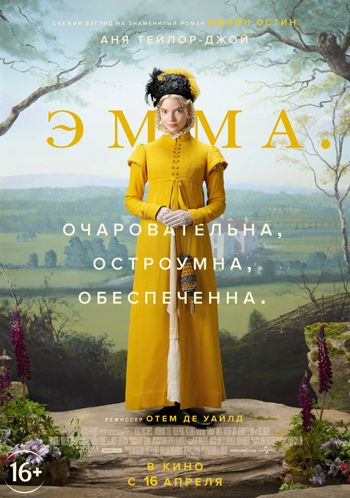 СВЕЖИЙ ВЗГЛЯД НА ЗНАМЕНИТЫЙ РОМАН ДЖЕЙН ОСТИН
АНЯ ТЕЙЛОР-ДЖОЙ
ЭММА.
ОЧАРОВАТЕЛЬНА,
ОСТРОУМНА,
ОБЕСПЕЧЕННА.
РЕЖИССЕР ОТЕМ ДЕ УАЙЛД
16+
В КИНО
С 16 АПРЕЛЯ